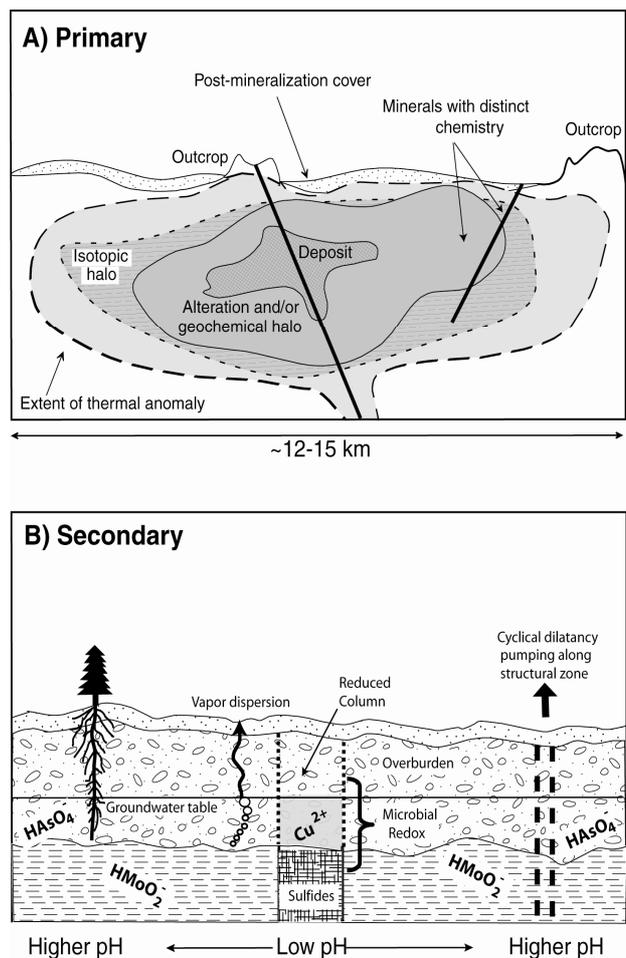 A) Primary
Post-mineralization cover
Minerals with distinct
chemistry
Outcrop
Outcrop
Isotopic
halo
Deposit
Alteration and/or
geochemical halo
Extent of thermal anomaly
~12-15 km
B) Secondary
Cyclical dilatancy
pumping along
structural zone
Reduced
Column
Vapor dispersion
Overburden
Groundwater table
Microbial
Redox
HAsO₄⁻
Cu²⁺
HAsO₄⁻
HMoO₂⁻
HMoO₂⁻
Sulfides
Higher pH
Low pH
Higher pH